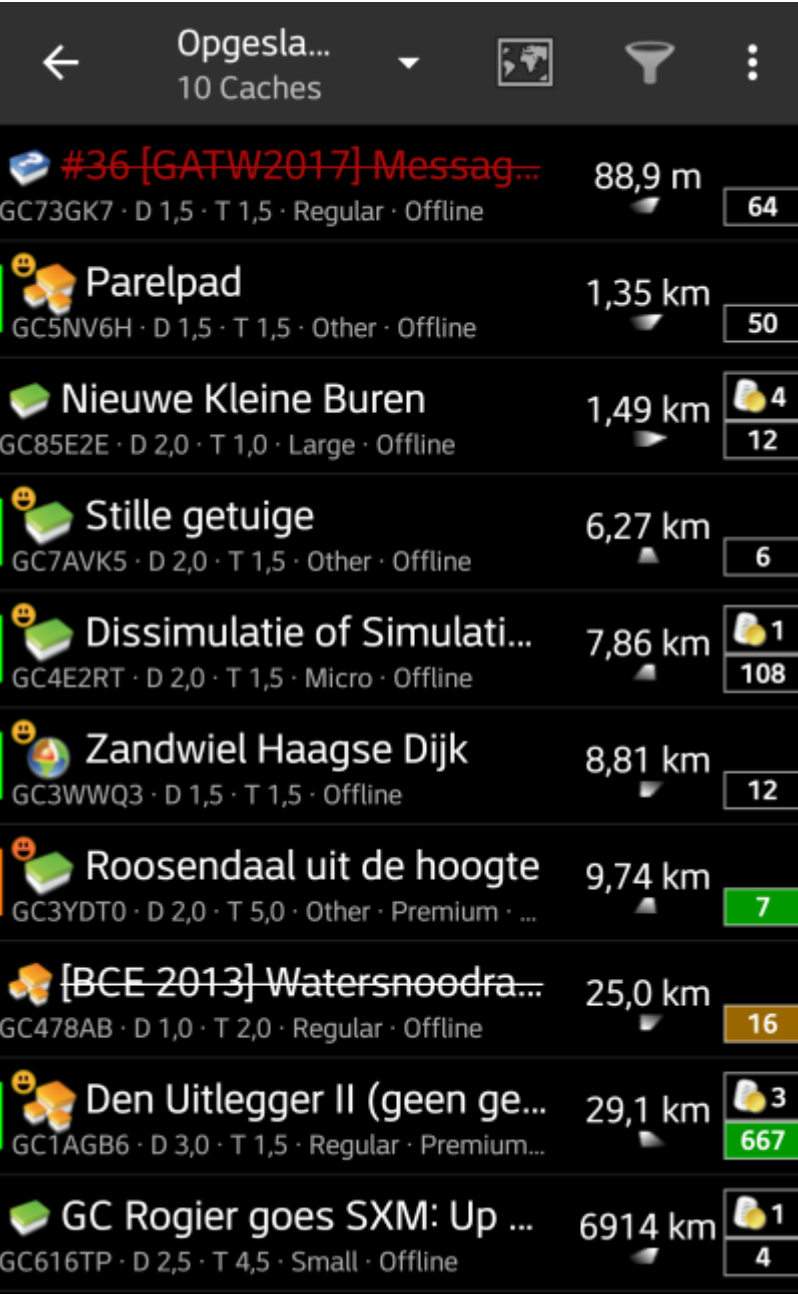 Opgesla...
10 Caches
#36 [GATW2017] Messag...
88,9 m
GC73GK7 · D 1,5 · T 1,5 · Regular · Offline
64
Parelpad
1,35 km
GC5NV6H · D 1,5 · T 1,5 · Other · Offline
50
Nieuwe Kleine Buren
1,49 km
4
GC85E2E · D 2,0 · T 1,0 · Large · Offline
12
Stille getuige
6,27 km
GC7AVK5 · D 2,0 · T 1,5 · Other · Offline
6
Dissimulatie of Simulati...
7,86 km
1
GC4E2RT · D 2,0 · T 1,5 · Micro · Offline
108
Zandwiel Haagse Dijk
8,81 km
GC3WWQ3 · D 1,5 · T 1,5 · Offline
12
Roosendaal uit de hoogte
9,74 km
GC3YDT0 · D 2,0 · T 5,0 · Other · Premium · ...
7
[BCE 2013] Watersnoodra...
25,0 km
GC478AB · D 1,0 · T 2,0 · Regular · Offline
16
Den Uitlegger II (geen ge...
29,1 km
3
GC1AGB6 · D 3,0 · T 1,5 · Regular · Premium...
667
GC Rogier goes SXM: Up ...
6914 km
1
GC616TP · D 2,5 · T 4,5 · Small · Offline
4